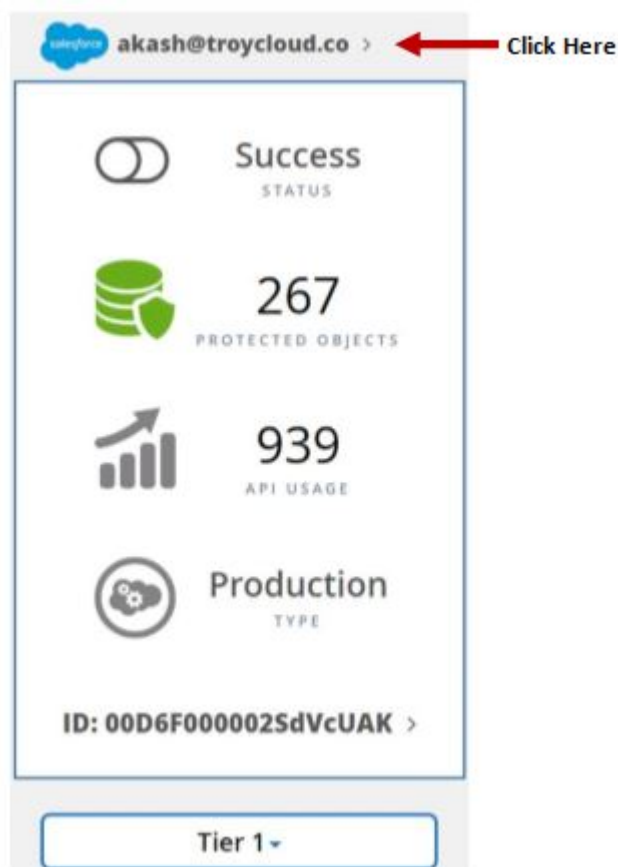 salesforce akash@troycloud.co > Click Here
Success
STATUS
267
PROTECTED OBJECTS
939
API USAGE
Production
TYPE
ID: 00D6F000002SdVcUAK >
Tier 1